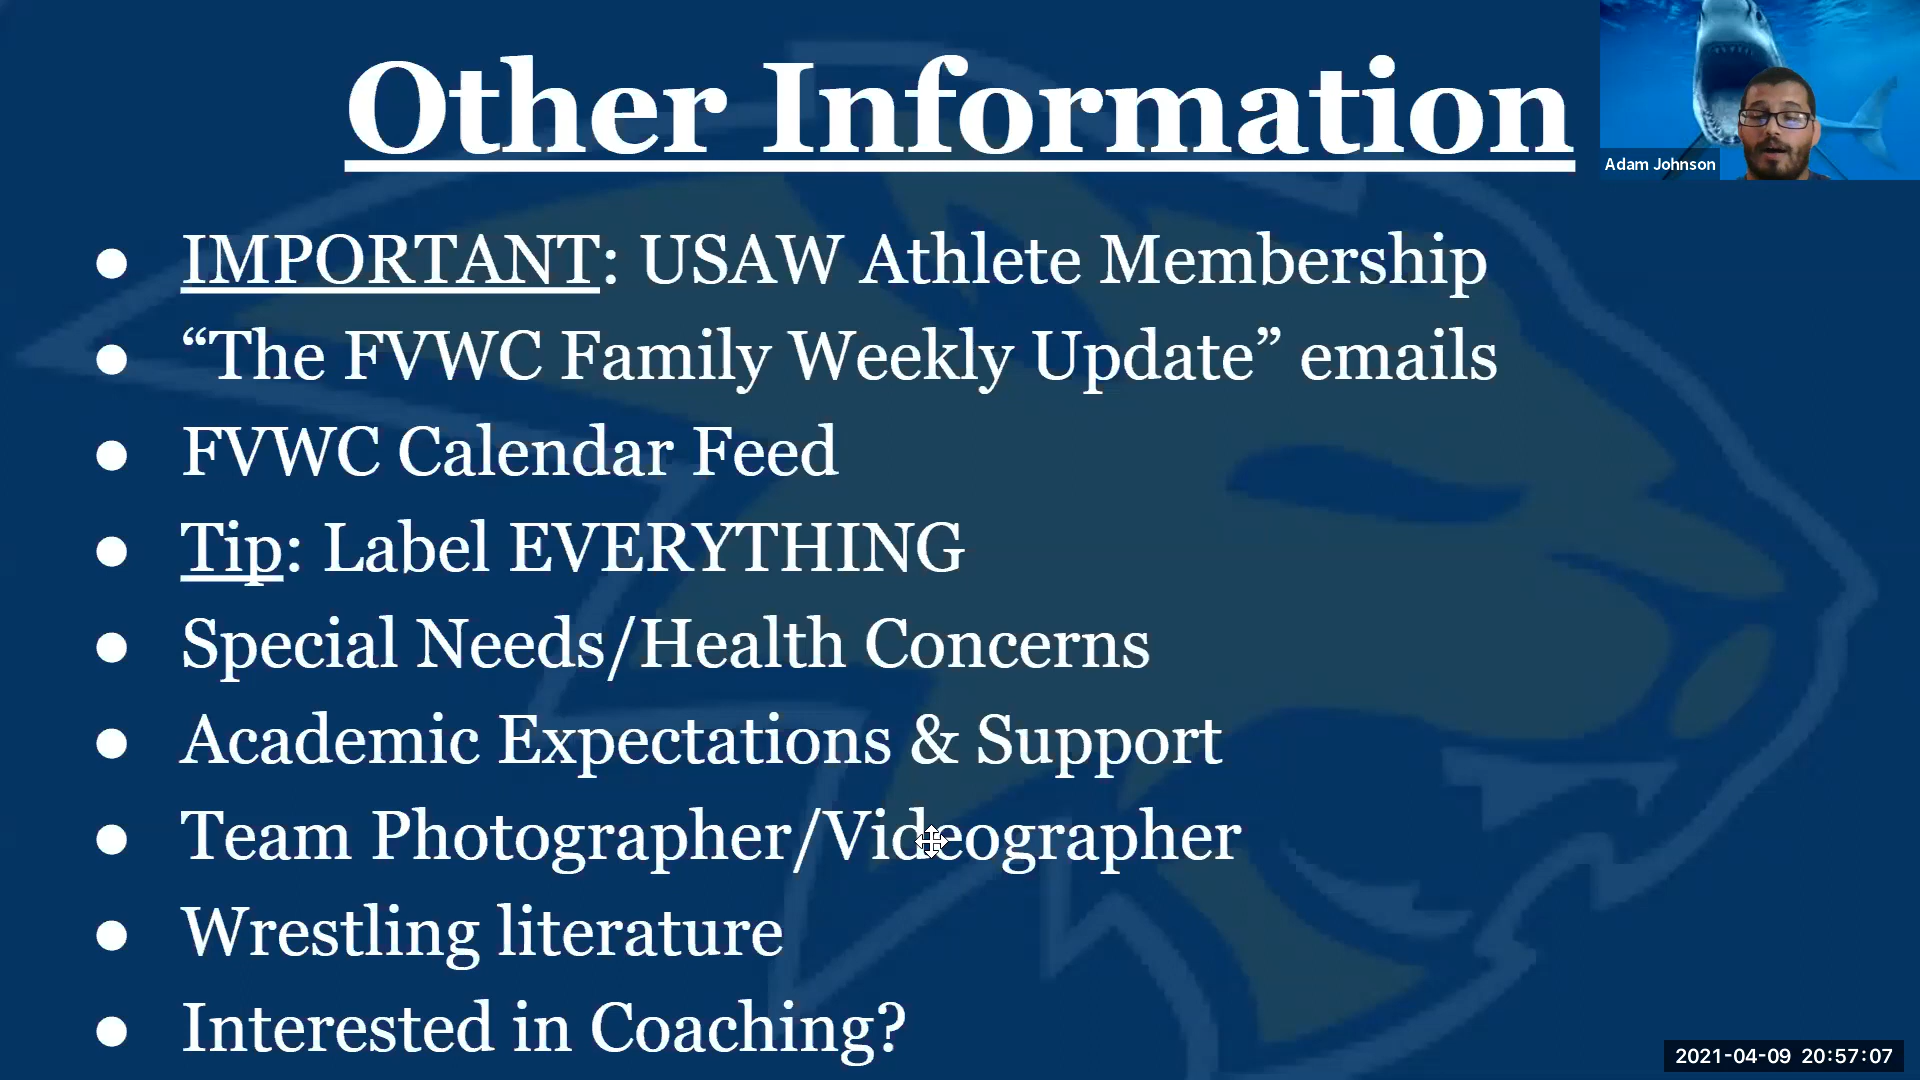 Other Information
Adam Johnson
● IMPORTANT: USAW Athlete Membership
● “The FVWC Family Weekly Update” emails
● FVWC Calendar Feed
● Tip: Label EVERYTHING
● Special Needs/Health Concerns
● Academic Expectations & Support
● Team Photographer/Videographer
● Wrestling literature
● Interested in Coaching?
2021-04-09 20:57:07